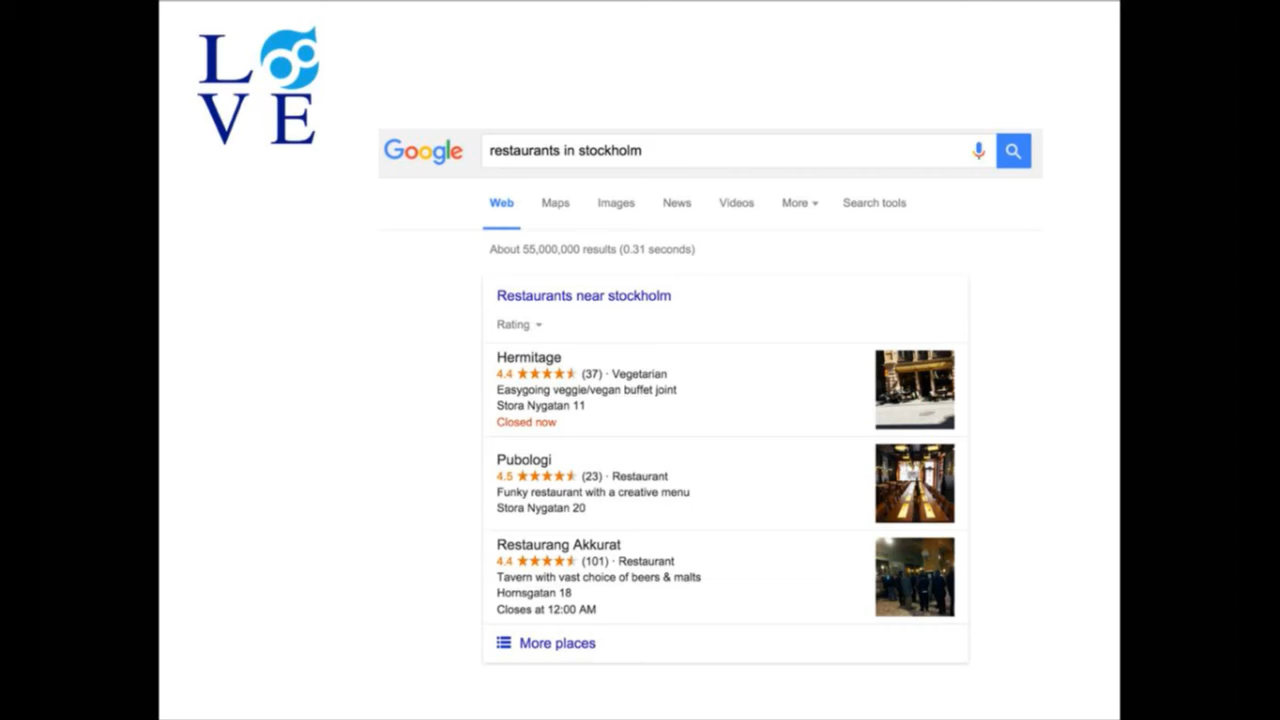 L
VE
Google
restaurants in stockholm
Web Maps Images News Videos More Search tools
About 55,000,000 results (0.31 seconds)
Restaurants near stockholm
Rating
Hermitage
4.4 ★★★★★ (37) · Vegetarian
Easygoing veggie/vegan buffet joint
Stora Nygatan 11
Closed now
Pubologi
4.5 ★★★★★ (23) · Restaurant
Funky restaurant with a creative menu
Stora Nygatan 20
Restaurang Akkurat
4.4 ★★★★★ (101) · Restaurant
Tavern with vast choice of beers & malts
Hornsgatan 18
Closes at 12:00 AM
More places